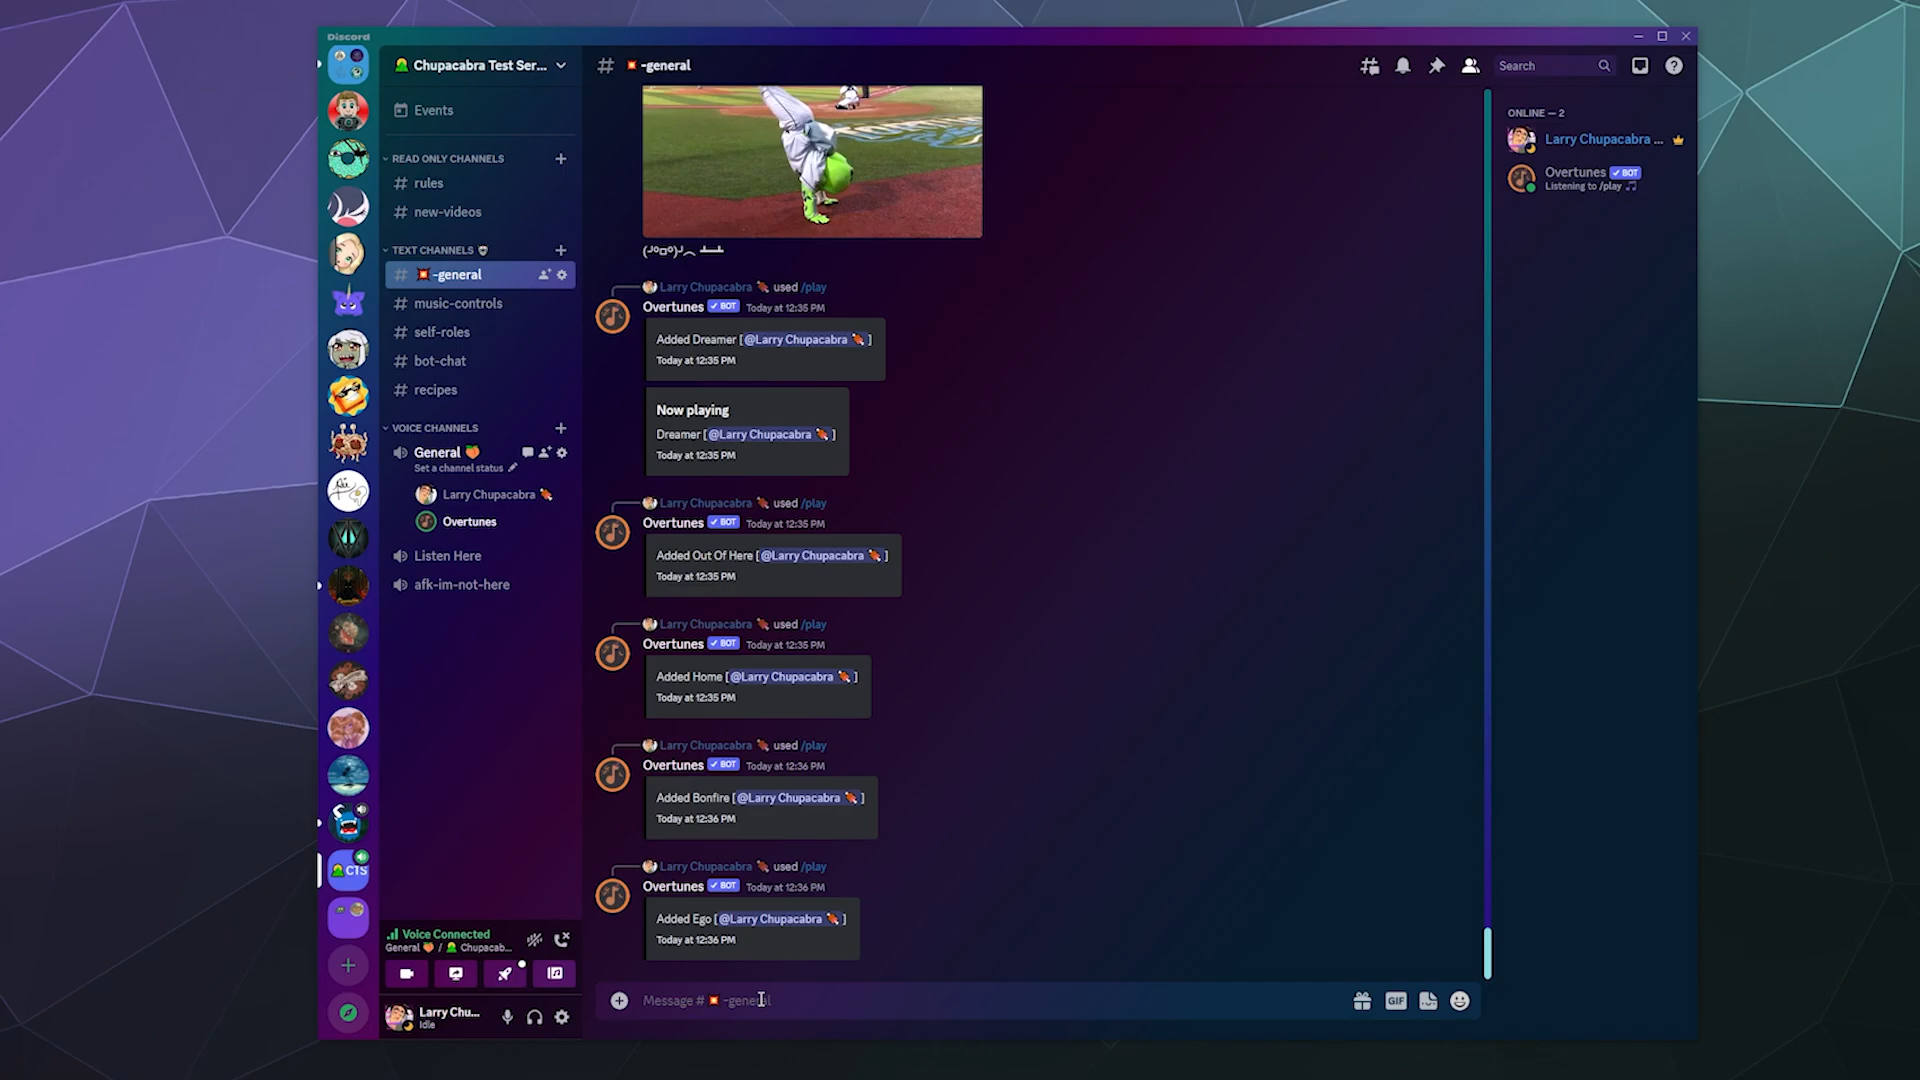 Discord
Chupacabra Test Ser...
Events
READ ONLY CHANNELS
rules
new-videos
TEXT CHANNELS
-general
music-controls
self-roles
bot-chat
recipes
VOICE CHANNELS
General
Set a channel status
Larry Chupacabra
Overtunes
Listen Here
afk-im-not-here
CTS
Voice Connected
General / Chupacab...
Larry Chu...
Idle
-general
Search
(╯°□°)╯︵ ┻━┻
Larry Chupacabra used /play
Overtunes ✓ BOT Today at 12:35 PM
Added Dreamer [@Larry Chupacabra ]
Today at 12:35 PM
Now playing
Dreamer [@Larry Chupacabra ]
Today at 12:35 PM
Larry Chupacabra used /play
Overtunes ✓ BOT Today at 12:35 PM
Added Out Of Here [@Larry Chupacabra ]
Today at 12:35 PM
Larry Chupacabra used /play
Overtunes ✓ BOT Today at 12:35 PM
Added Home [@Larry Chupacabra ]
Today at 12:35 PM
Larry Chupacabra used /play
Overtunes ✓ BOT Today at 12:36 PM
Added Bonfire [@Larry Chupacabra ]
Today at 12:36 PM
Larry Chupacabra used /play
Overtunes ✓ BOT Today at 12:36 PM
Added Ego [@Larry Chupacabra ]
Today at 12:36 PM
Message # -general
GIF
ONLINE — 2
Larry Chupacabra ...
Overtunes ✓ BOT
Listening to /play